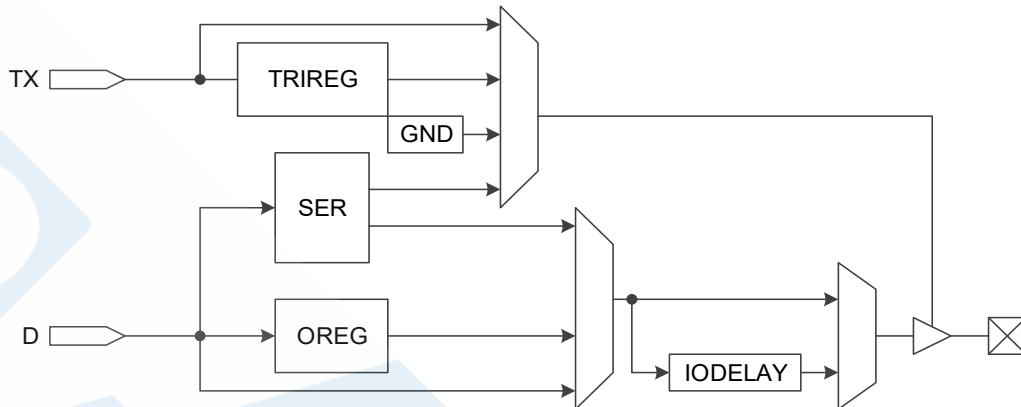 TX
TRIREG
GND
SER
D
OREG
IODELAY